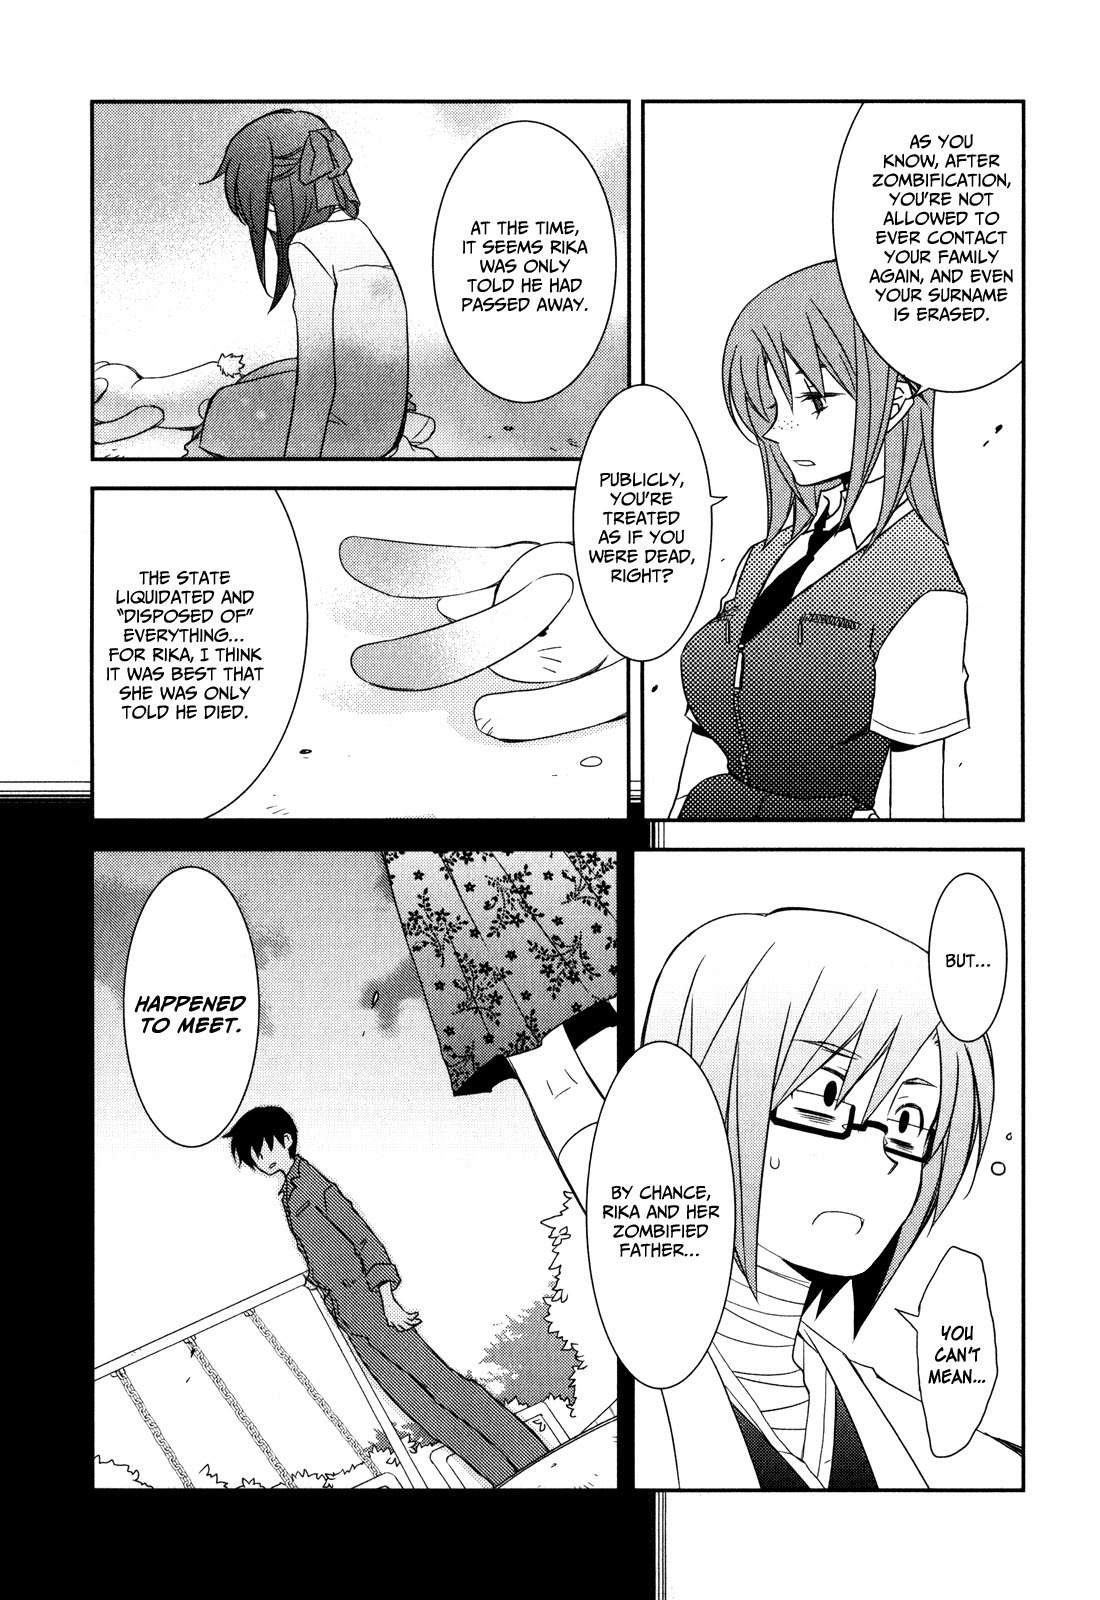 AS YOU
KNOW, AFTER
ZOMBIFICATION,
YOU'RE NOT
ALLOWED TO
EVER CONTACT
YOUR FAMILY
AGAIN, AND EVEN
YOUR SURNAME
IS ERASED.
PUBLICLY,
YOU'RE
TREATED
AS IF YOU
WERE DEAD,
RIGHT?
AT THE TIME,
IT SEEMS RIKA
WAS ONLY
TOLD HE HAD
PASSED AWAY.
THE STATE
LIQUIDATED AND
"DISPOSED OF"
EVERYTHING...
FOR RIKA, I THINK
IT WAS BEST THAT
SHE WAS ONLY
TOLD HE DIED.
BUT...
YOU
CAN'T
MEAN...
BY CHANCE,
RIKA AND HER
ZOMBIFIED
FATHER...
HAPPENED
TO MEET.